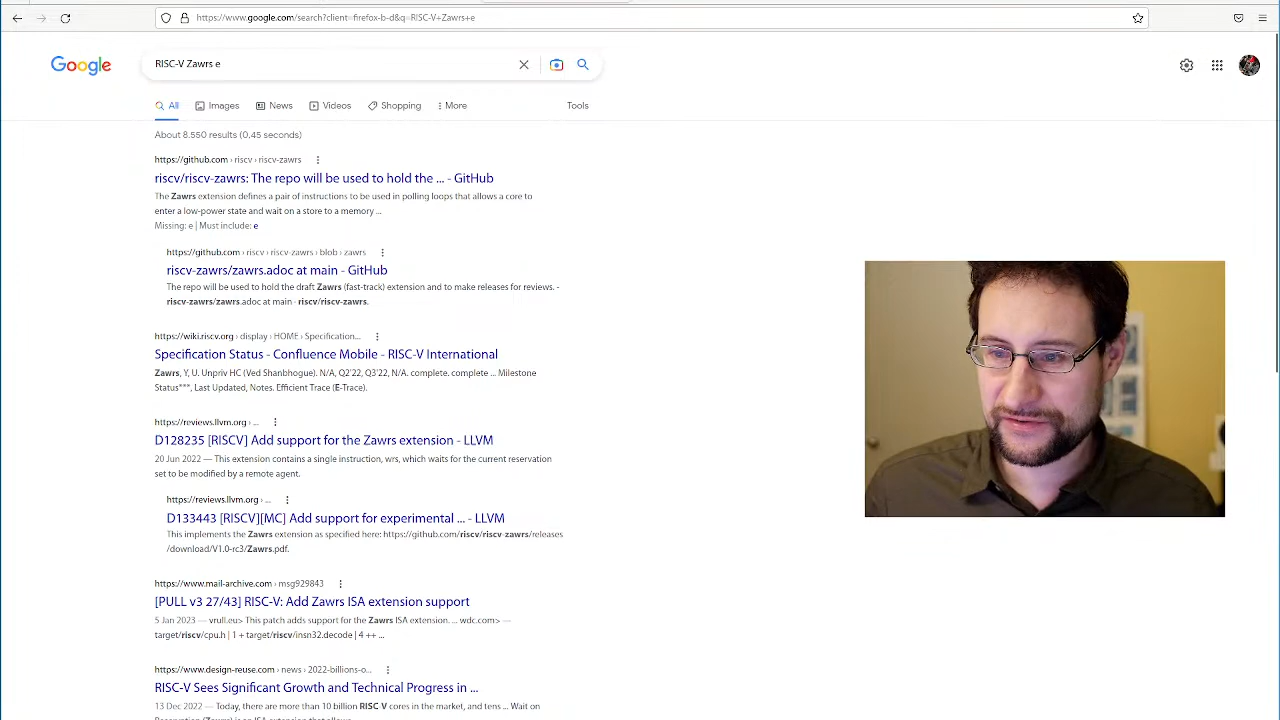 https://www.google.com/search?client=firefox-b-d&q=RISC-V+Zawrs+e
Google
RISC-V Zawrs e
All Images News Videos Shopping More Tools
About 8,550 results (0.45 seconds)
https://github.com › riscv › riscv-zawrs
riscv/riscv-zawrs: The repo will be used to hold the ... - GitHub
The Zawrs extension defines a pair of instructions to be used in polling loops that allows a core to
enter a low-power state and wait on a store to a memory ...
Missing: e | Must include: e
https://github.com › riscv › riscv-zawrs › blob › zawrs
riscv-zawrs/zawrs.adoc at main - GitHub
The repo will be used to hold the draft Zawrs (fast-track) extension and to make releases for reviews. -
riscv-zawrs/zawrs.adoc at main · riscv/riscv-zawrs.
https://wiki.riscv.org › display › HOME › Specification...
Specification Status - Confluence Mobile - RISC-V International
Zawrs, Y, U. Unpriv HC (Ved Shanbhogue). N/A, Q2'22, Q3'22, N/A. complete. complete ... Milestone
Status***, Last Updated, Notes. Efficient Trace (E-Trace).
https://reviews.llvm.org › ...
D128235 [RISCV] Add support for the Zawrs extension - LLVM
20 Jun 2022 — This extension contains a single instruction, wrs, which waits for the current reservation
set to be modified by a remote agent.
https://reviews.llvm.org › ...
D133443 [RISCV][MC] Add support for experimental ... - LLVM
This implements the Zawrs extension as specified here: https://github.com/riscv/riscv-zawrs/releases
/download/V1.0-rc3/Zawrs.pdf.
https://www.mail-archive.com › msg929843
[PULL v3 27/43] RISC-V: Add Zawrs ISA extension support
5 Jan 2023 — vrull.eu> This patch adds support for the Zawrs ISA extension. ... wdc.com> —
target/riscv/cpu.h | 1 + target/riscv/insn32.decode | 4 ++ ...
https://www.design-reuse.com › news › 2022-billions-o...
RISC-V Sees Significant Growth and Technical Progress in ...
13 Dec 2022 — Today, there are more than 10 billion RISC-V cores in the market, and tens ... Wait on
Reservation (Zawrs) is an ISA extension that allows